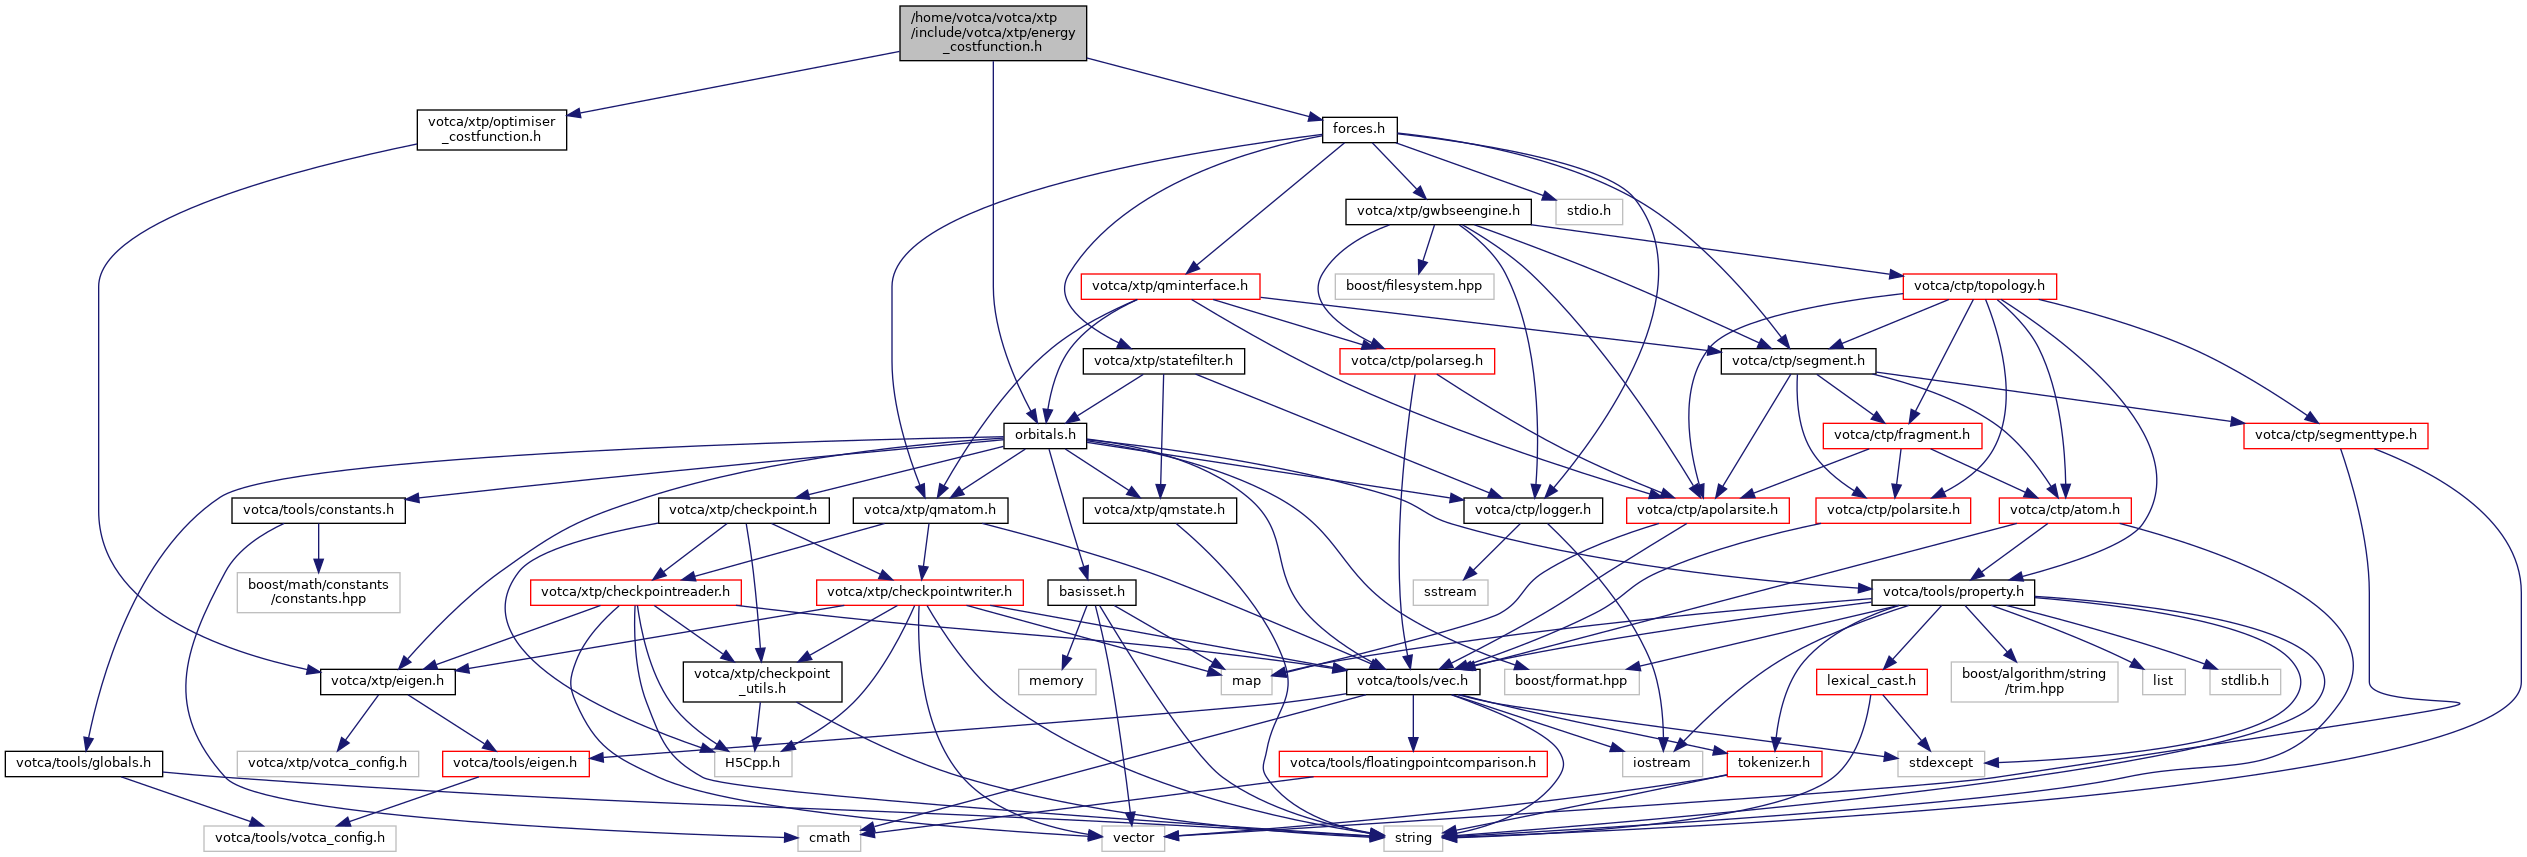 /home/votca/votca/xtp
/include/votca/xtp/energy
_costfunction.h
votca/xtp/optimiser
_costfunction.h
forces.h
votca/xtp/gwbseengine.h
stdio.h
votca/xtp/qminterface.h
boost/filesystem.hpp
votca/ctp/topology.h
votca/xtp/statefilter.h
votca/ctp/polarseg.h
votca/ctp/segment.h
orbitals.h
votca/ctp/fragment.h
votca/ctp/segmenttype.h
votca/tools/constants.h
votca/xtp/checkpoint.h
votca/xtp/qmatom.h
votca/xtp/qmstate.h
votca/ctp/logger.h
votca/ctp/apolarsite.h
votca/ctp/polarsite.h
votca/ctp/atom.h
boost/math/constants
/constants.hpp
votca/xtp/checkpointreader.h
votca/xtp/checkpointwriter.h
basisset.h
sstream
votca/tools/property.h
votca/xtp/eigen.h
votca/xtp/checkpoint
_utils.h
memory
map
votca/tools/vec.h
boost/format.hpp
lexical_cast.h
boost/algorithm/string
/trim.hpp
list
stdlib.h
votca/tools/globals.h
votca/xtp/votca_config.h
votca/tools/eigen.h
H5Cpp.h
votca/tools/floatingpointcomparison.h
iostream
tokenizer.h
stdexcept
votca/tools/votca_config.h
cmath
vector
string